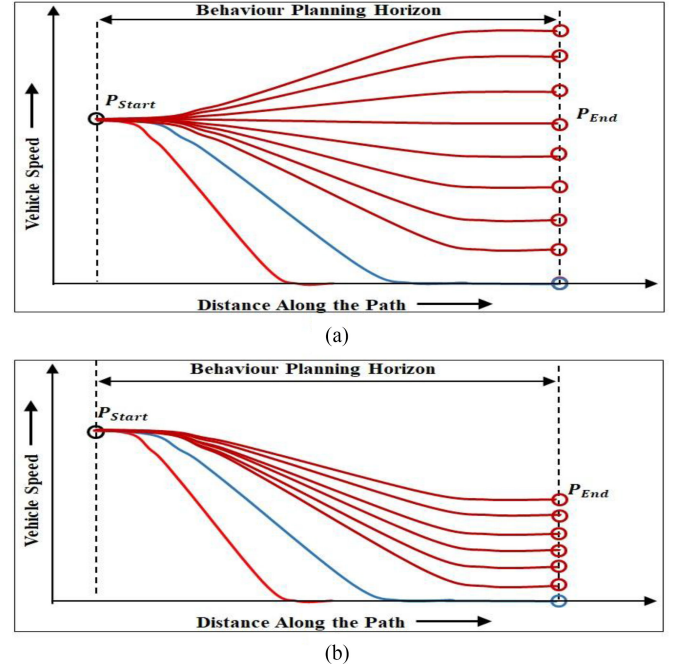 Behaviour Planning Horizon
P_Start
P_End
Vehicle Speed
Distance Along the Path
(a)
Behaviour Planning Horizon
P_Start
P_End
Vehicle Speed
Distance Along the Path
(b)